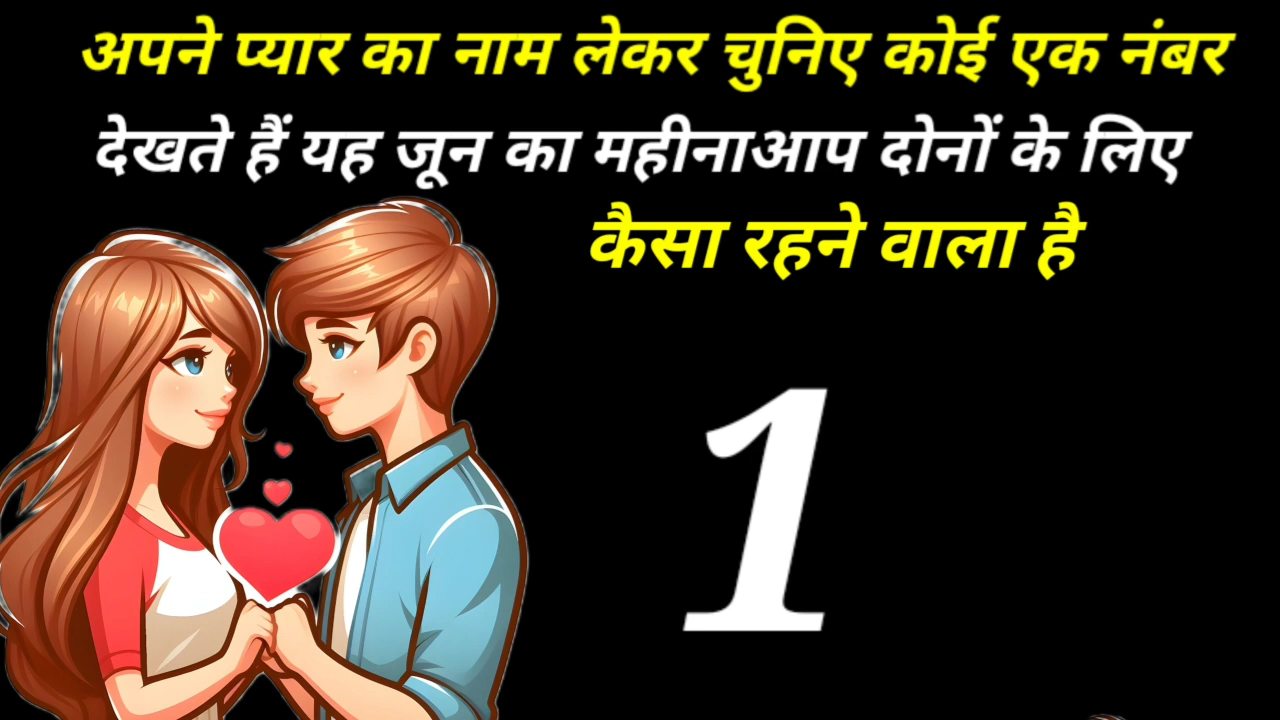 अपने प्यार का नाम लेकर चुनिए कोई एक नंबर
देखते हैं यह जून का महीनाआप दोनों के लिए
कैसा रहने वाला है
1